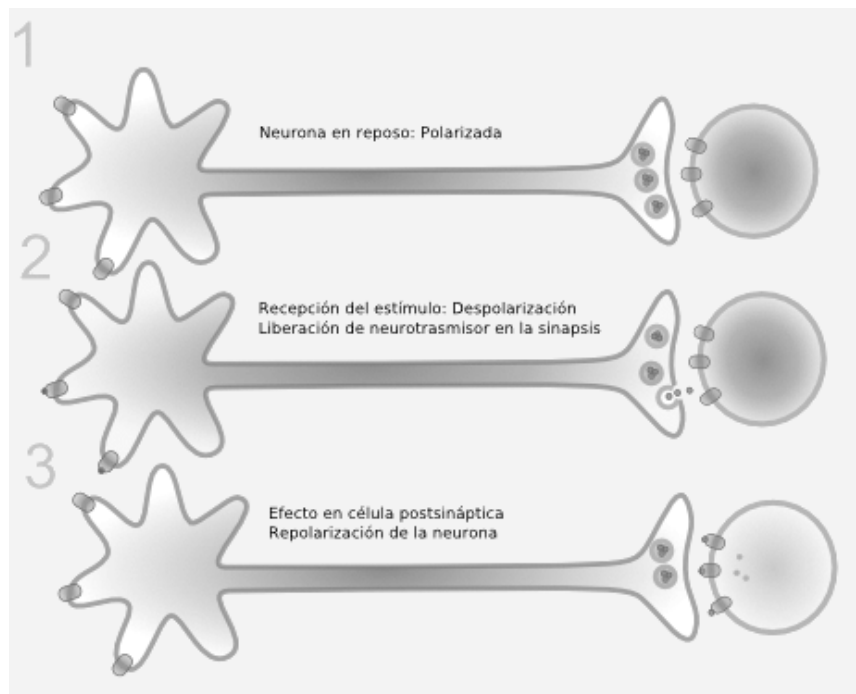 1
Neurona en reposo: Polarizada
2
Recepción del estímulo: Despolarización
Liberación de neurotrasmisor en la sinapsis
3
Efecto en célula postsináptica
Repolarización de la neurona